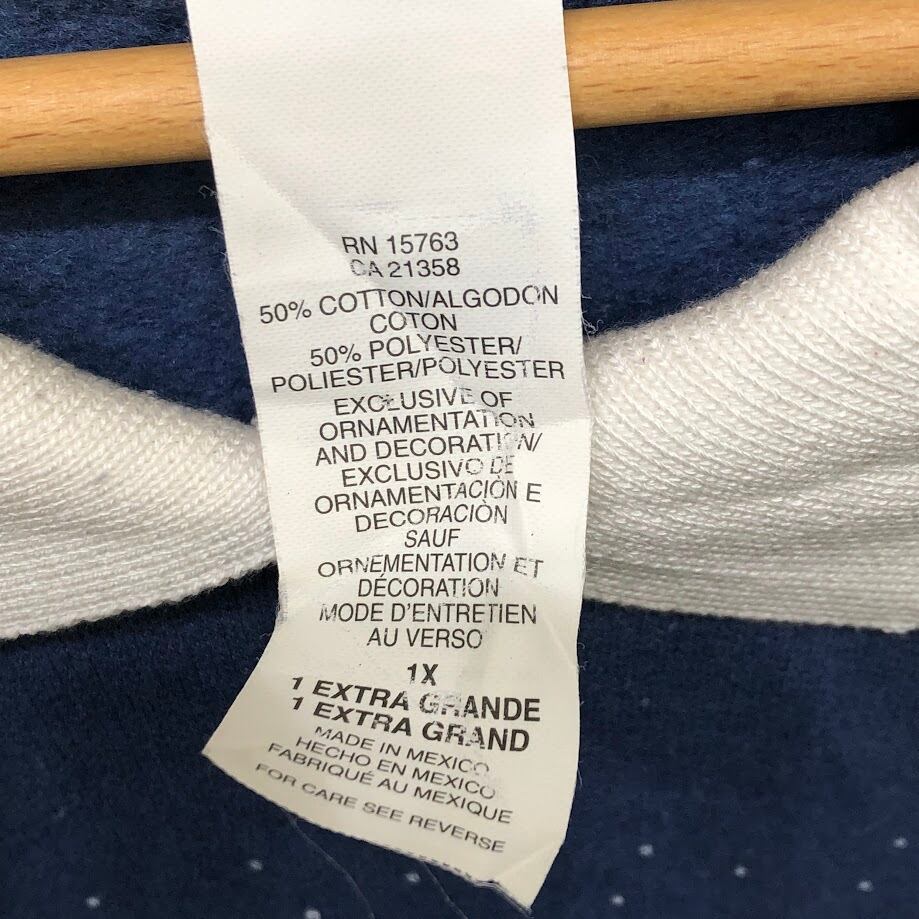 RN 15763
CA 21358
50% COTTON/ALGODON
COTON
50% POLYESTER/
POLIESTER/POLYESTER
EXCLUSIVE OF
ORNAMENTATION
AND DECORATION/
EXCLUSIVO DE
ORNAMENTACIÒN E
DECORACIÒN
SAUF
ORNEMENTATION ET
DÉCORATION
MODE D'ENTRETIEN
AU VERSO
1X
1 EXTRA GRANDE
1 EXTRA GRAND
MADE IN MEXICO
HECHO EN MEXICO
FABRIQUÉ AU MEXIQUE
FOR CARE SEE REVERSE